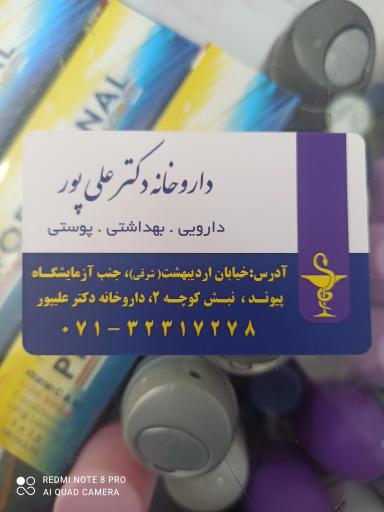 داروخانه دکتر علی پور
دارویی . بهداشتی . پوستی
آدرس:خیابان اردیبهشت( شرقی)، جنب آزمایشگاه
پیوند ، نبش کوچه ۲، داروخانه دکتر علیپور
۰۷۱-۳۲۳۱۷۲۷۸
REDMI NOTE 8 PRO
AI QUAD CAMERA